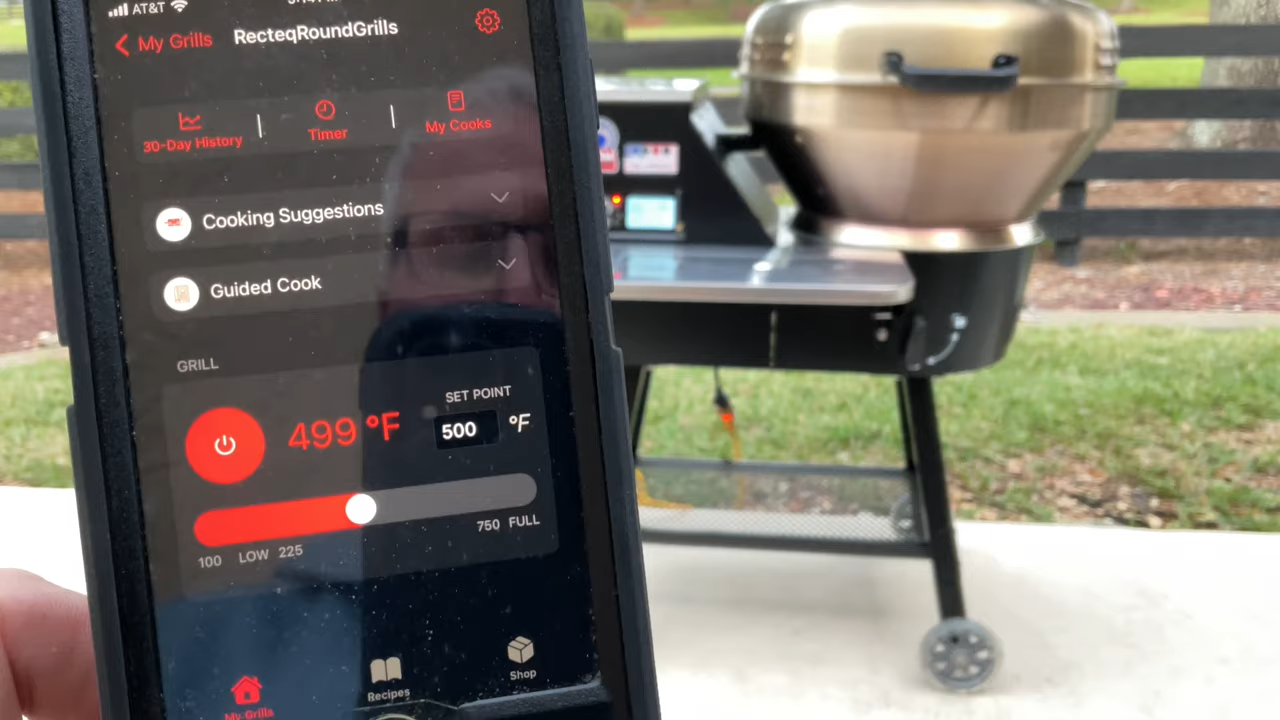 AT&T
My Grills
RecteqRoundGrills
30-Day History
Timer
My Cooks
Cooking Suggestions
Guided Cook
GRILL
499 °F
SET POINT
500 °F
100 LOW 225
750 FULL
My Grills
Recipes
Shop